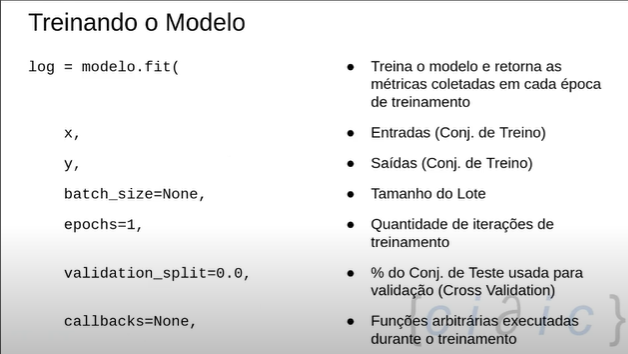 Treinando o Modelo
log = modelo.fit(
● Treina o modelo e retorna as
métricas coletadas em cada época
de treinamento
x,
● Entradas (Conj. de Treino)
y,
● Saídas (Conj. de Treino)
batch_size=None,
● Tamanho do Lote
epochs=1,
● Quantidade de iterações de
treinamento
validation_split=0.0,
● % do Conj. de Teste usada para
validação (Cross Validation)
callbacks=None,
● Funções arbitrárias executadas
durante o treinamento